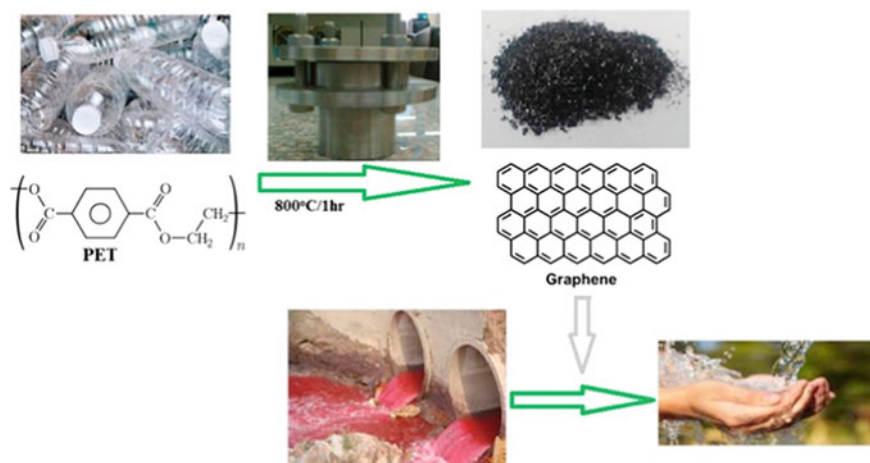 O
O
C
C
O
O
CH₂
CH₂
n
PET
800°C/1hr
Graphene